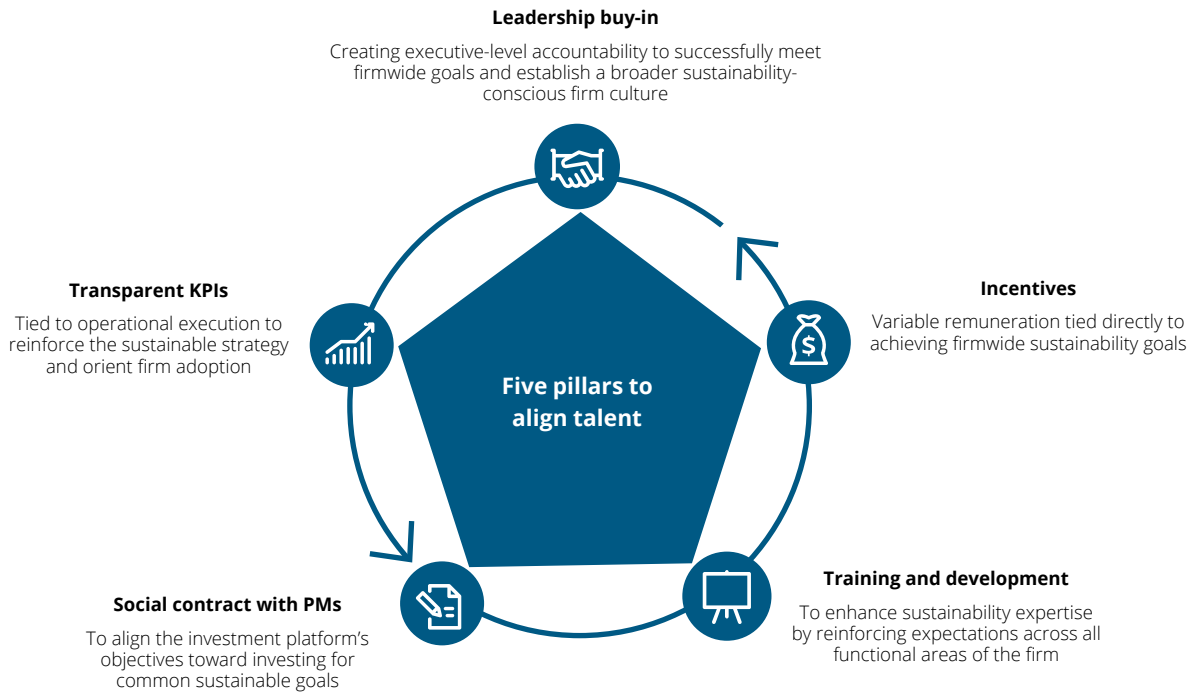 Leadership buy-in
Creating executive-level accountability to successfully meet
firmwide goals and establish a broader sustainability-
conscious firm culture
Transparent KPIs
Tied to operational execution to
reinforce the sustainable strategy
and orient firm adoption
Incentives
Variable remuneration tied directly to
achieving firmwide sustainability goals
$
Five pillars to
align talent
Social contract with PMs
To align the investment platform’s
objectives toward investing for
common sustainable goals
Training and development
To enhance sustainability expertise
by reinforcing expectations across all
functional areas of the firm